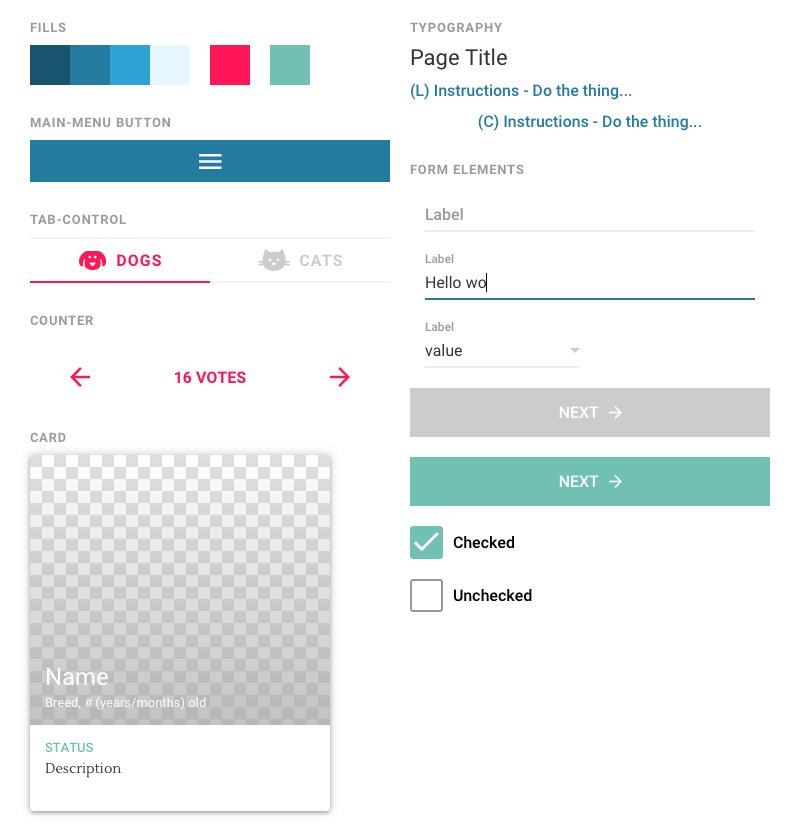 FILLS
MAIN-MENU BUTTON
TAB-CONTROL
DOGS
CATS
COUNTER
16 VOTES
CARD
Name
Breed, # (years/months) old
STATUS
Description
TYPOGRAPHY
Page Title
(L) Instructions - Do the thing...
(C) Instructions - Do the thing...
FORM ELEMENTS
Label
Label
Hello wo
Label
value
NEXT
NEXT
Checked
Unchecked